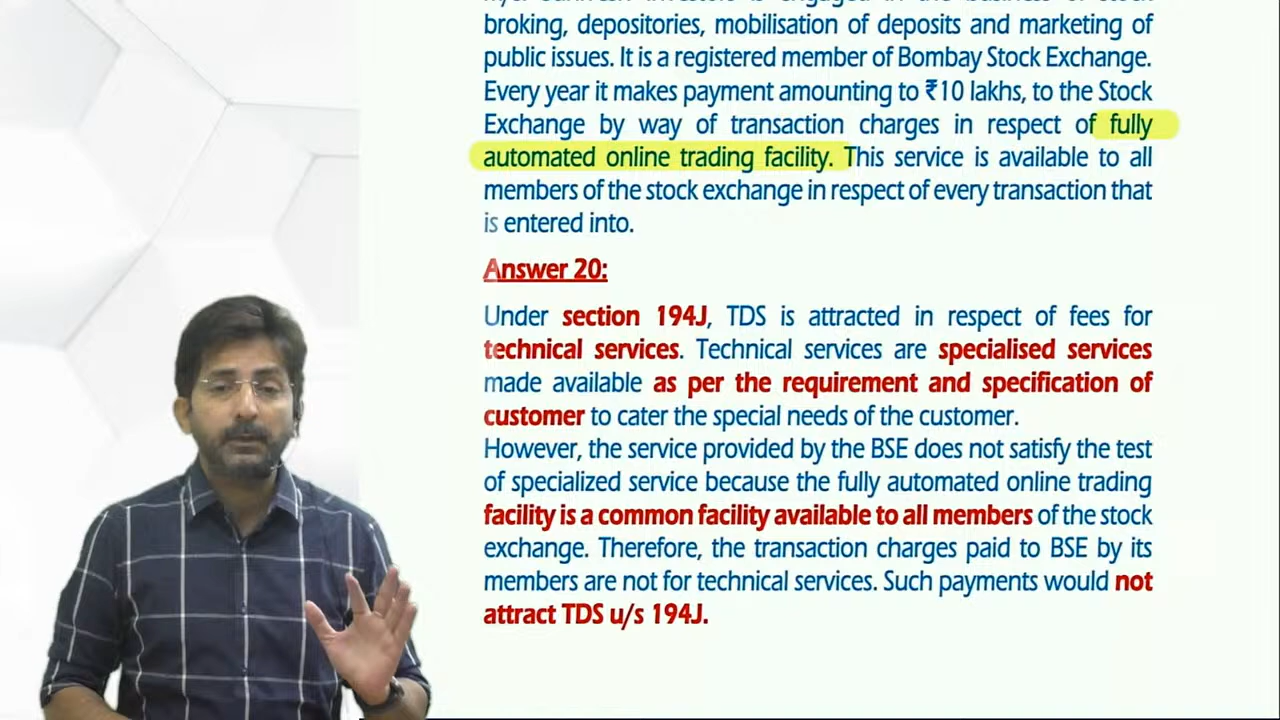 is engaged in the business of stock
broking, depositories, mobilisation of deposits and marketing of
public issues. It is a registered member of Bombay Stock Exchange.
Every year it makes payment amounting to ₹10 lakhs, to the Stock
Exchange by way of transaction charges in respect of fully
automated online trading facility. This service is available to all
members of the stock exchange in respect of every transaction that
is entered into.
Answer 20:
Under section 194J, TDS is attracted in respect of fees for
technical services. Technical services are specialised services
made available as per the requirement and specification of
customer to cater the special needs of the customer.
However, the service provided by the BSE does not satisfy the test
of specialized service because the fully automated online trading
facility is a common facility available to all members of the stock
exchange. Therefore, the transaction charges paid to BSE by its
members are not for technical services. Such payments would not
attract TDS u/s 194J.